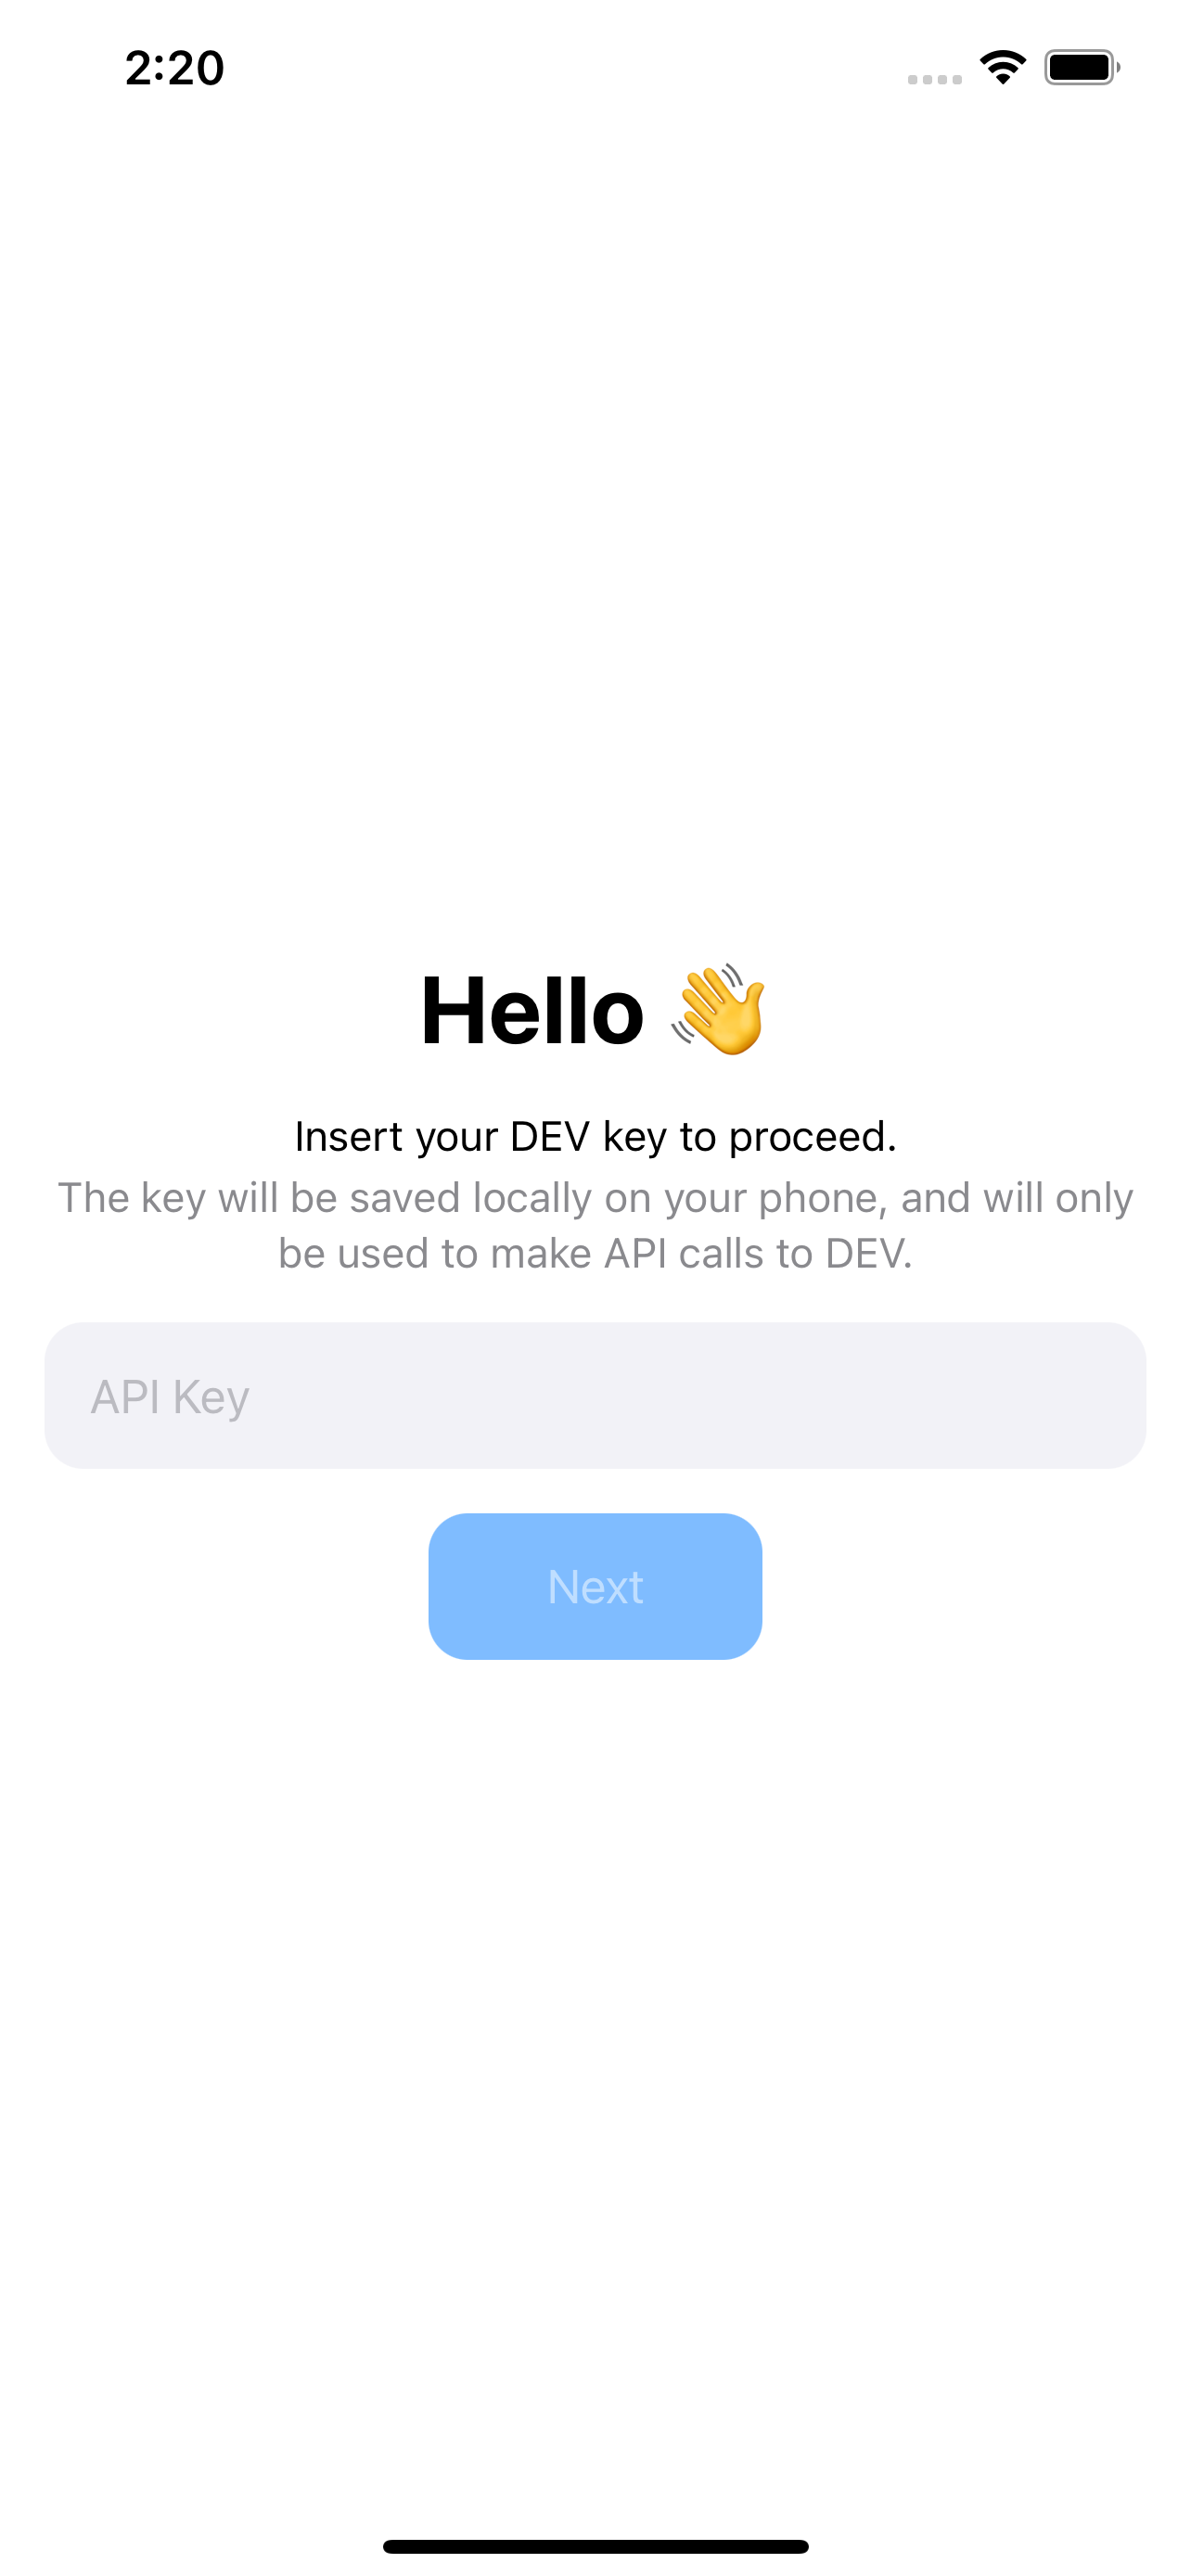 2:20
Hello 👋
Insert your DEV key to proceed.
The key will be saved locally on your phone, and will only
be used to make API calls to DEV.
API Key
Next